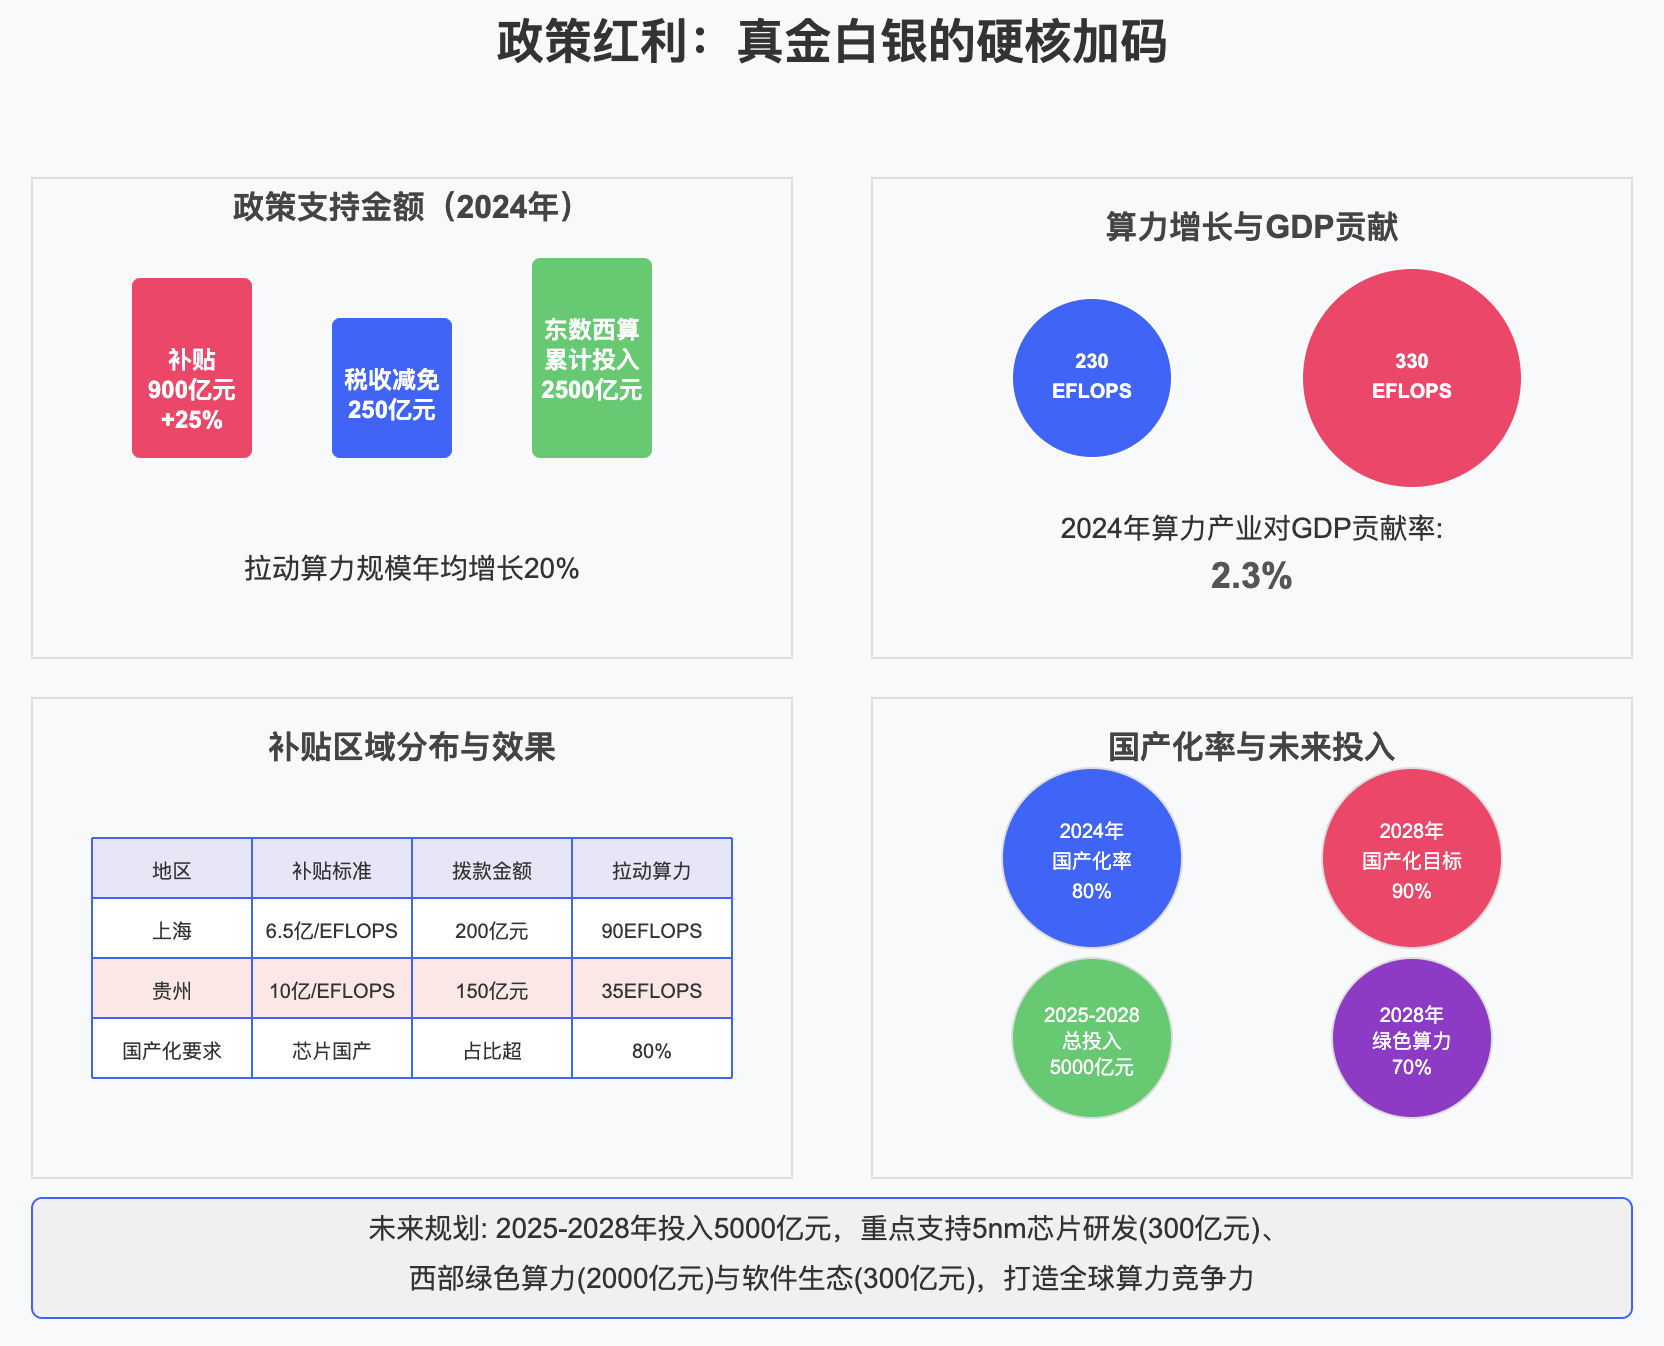 政策红利：真金白银的硬核加码
政策支持金额（2024年）
补贴
900亿元
+25%
税收减免
250亿元
东数西算
累计投入
2500亿元
拉动算力规模年均增长20%
算力增长与GDP贡献
230
EFLOPS
330
EFLOPS
2024年算力产业对GDP贡献率:
2.3%
补贴区域分布与效果
地区 补贴标准 拨款金额 拉动算力
上海 6.5亿/EFLOPS 200亿元 90EFLOPS
贵州 10亿/EFLOPS 150亿元 35EFLOPS
国产化要求 芯片国产 占比超 80%
国产化率与未来投入
2024年
国产化率
80%
2028年
国产化目标
90%
2025-2028
总投入
5000亿元
2028年
绿色算力
70%
未来规划: 2025-2028年投入5000亿元，重点支持5nm芯片研发(300亿元)、
西部绿色算力(2000亿元)与软件生态(300亿元)，打造全球算力竞争力